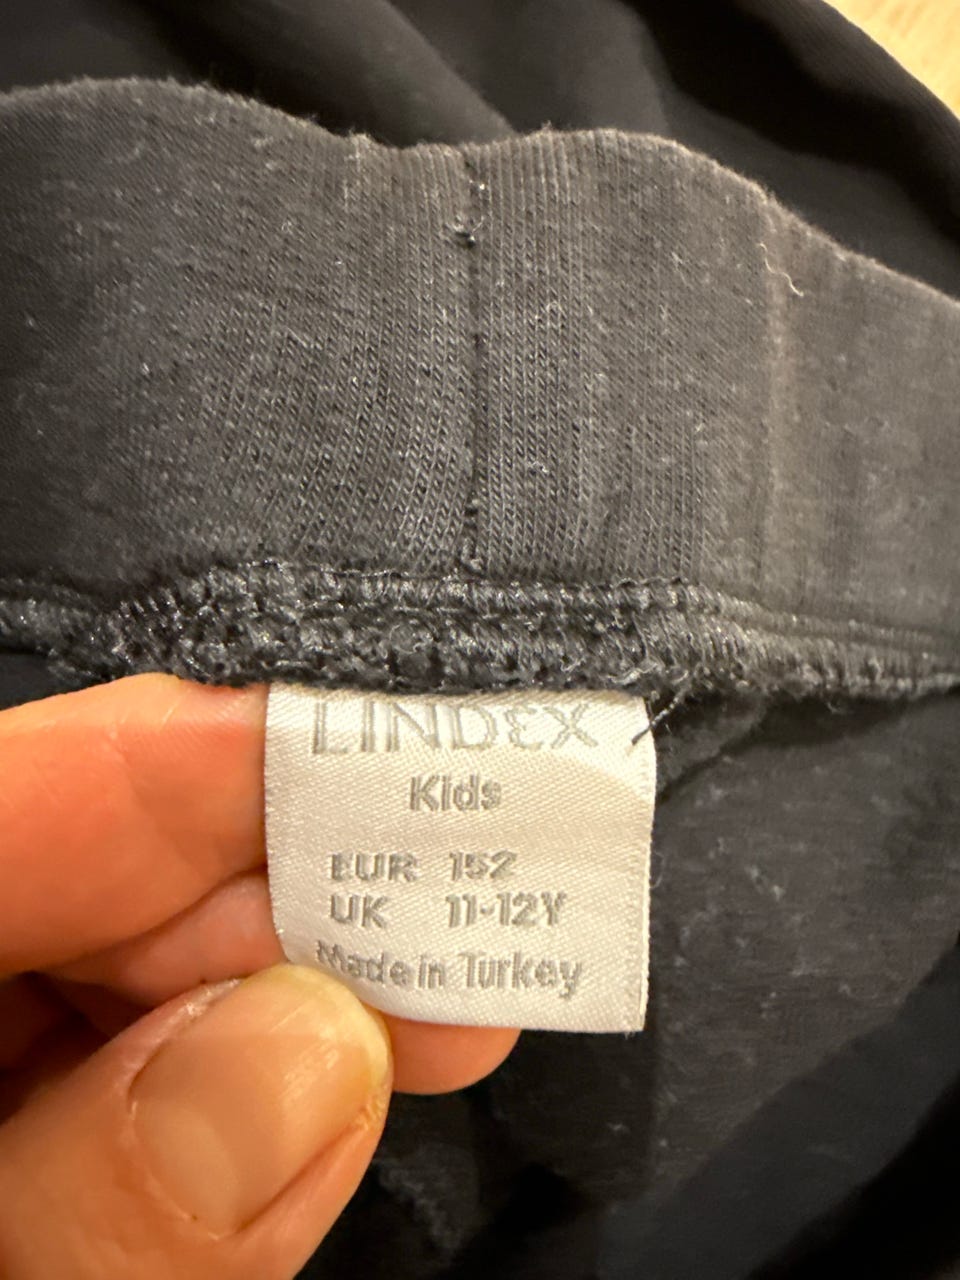 LINDEX
Kids
EUR 152
UK 11-12Y
Made in Turkey